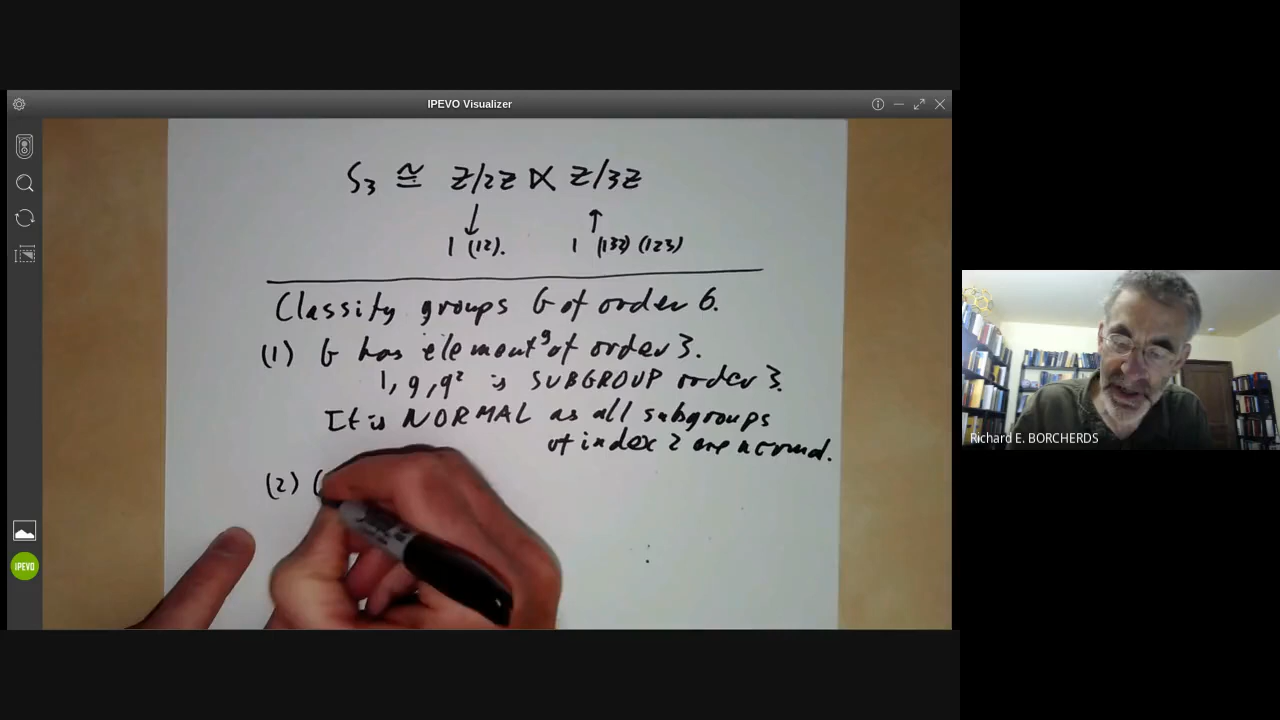 IPEVO Visualizer
S₃ ≅ Z/2Z ⋉ Z/3Z
↓ ↑
1 (12). 1 (132) (123)
Classify groups G of order 6.
(1) G has element g of order 3.
1, g, g² is SUBGROUP order 3.
It is NORMAL as all subgroups
of index 2 are normal.
(2) (
IPEVO
Richard E. BORCHERDS